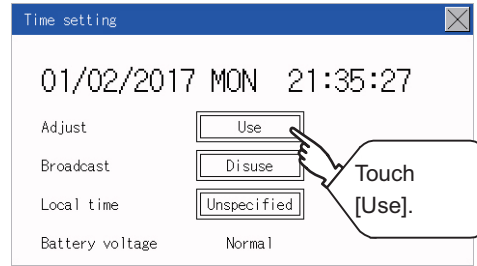 Time setting
01/02/2017 MON 21:35:27
Adjust Use
Broadcast Disuse
Local time Unspecified
Battery voltage Normal
Touch
[Use].